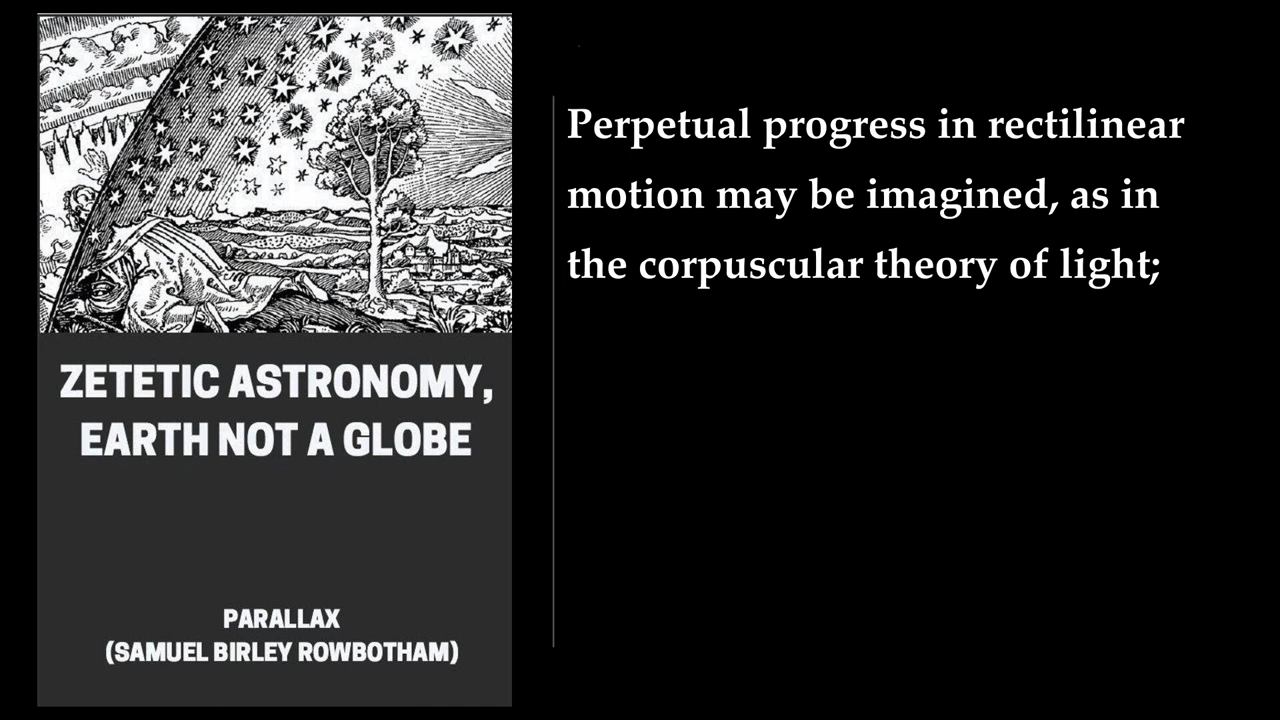 ZETETIC ASTRONOMY,
EARTH NOT A GLOBE
PARALLAX
(SAMUEL BIRLEY ROWBOTHAM)
Perpetual progress in rectilinear
motion may be imagined, as in
the corpuscular theory of light;